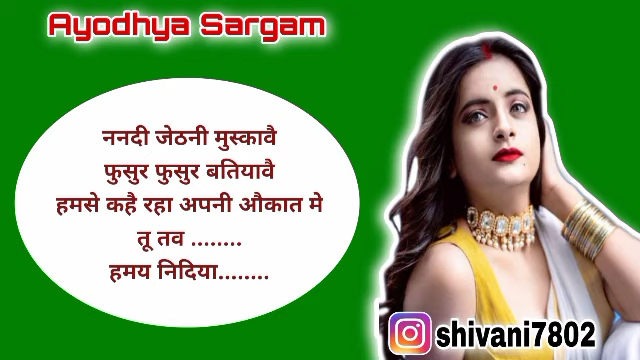 Ayodhya Sargam
ननदी जेठनी मुस्कावै
फुसुर फुसुर बतियावै
हमसे कहै रहा अपनी औकात मे
तू तव ........
हमय निदिया........
shivani7802